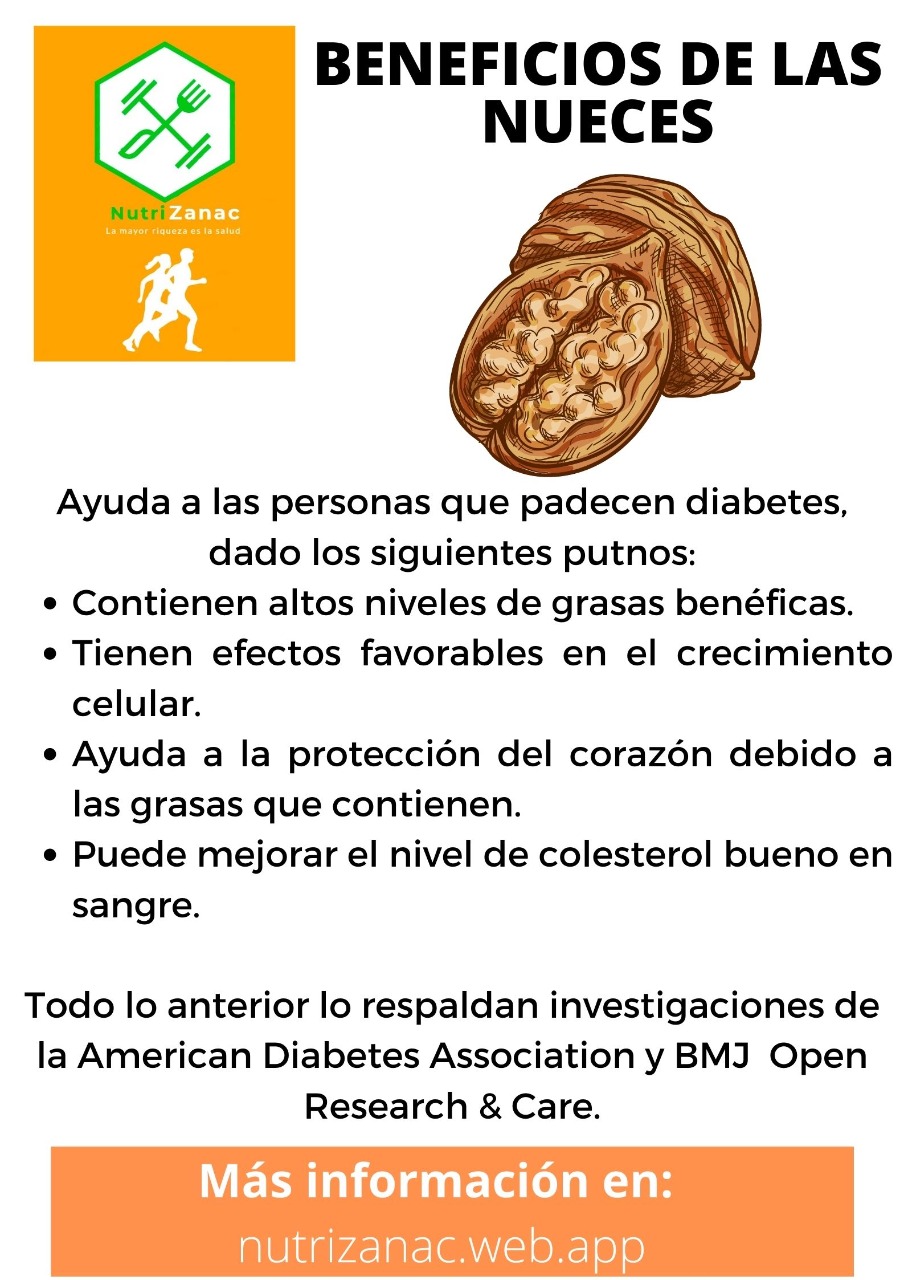 BENEFICIOS DE LAS
NUECES
NutriZanac
La mayor riqueza es la salud
Ayuda a las personas que padecen diabetes,
dado los siguientes putnos:
• Contienen altos niveles de grasas benéficas.
• Tienen efectos favorables en el crecimiento
celular.
• Ayuda a la protección del corazón debido a
las grasas que contienen.
• Puede mejorar el nivel de colesterol bueno en
sangre.
Todo lo anterior lo respaldan investigaciones de
la American Diabetes Association y BMJ Open
Research & Care.
Más información en:
nutrizanac.web.app